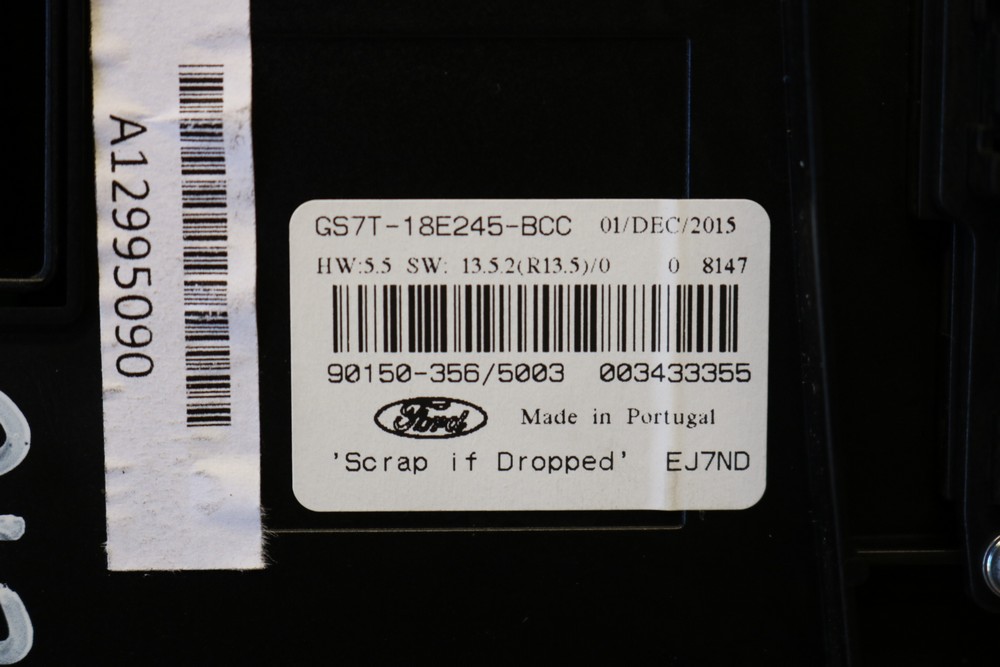 A12995090
GS7T-18E245-BCC 01/DEC/2015
HW:5.5 SW: 13.5.2(R13.5)/0 0 8147
90150-356/5003 003433355
Ford Made in Portugal
'Scrap if Dropped' EJ7ND